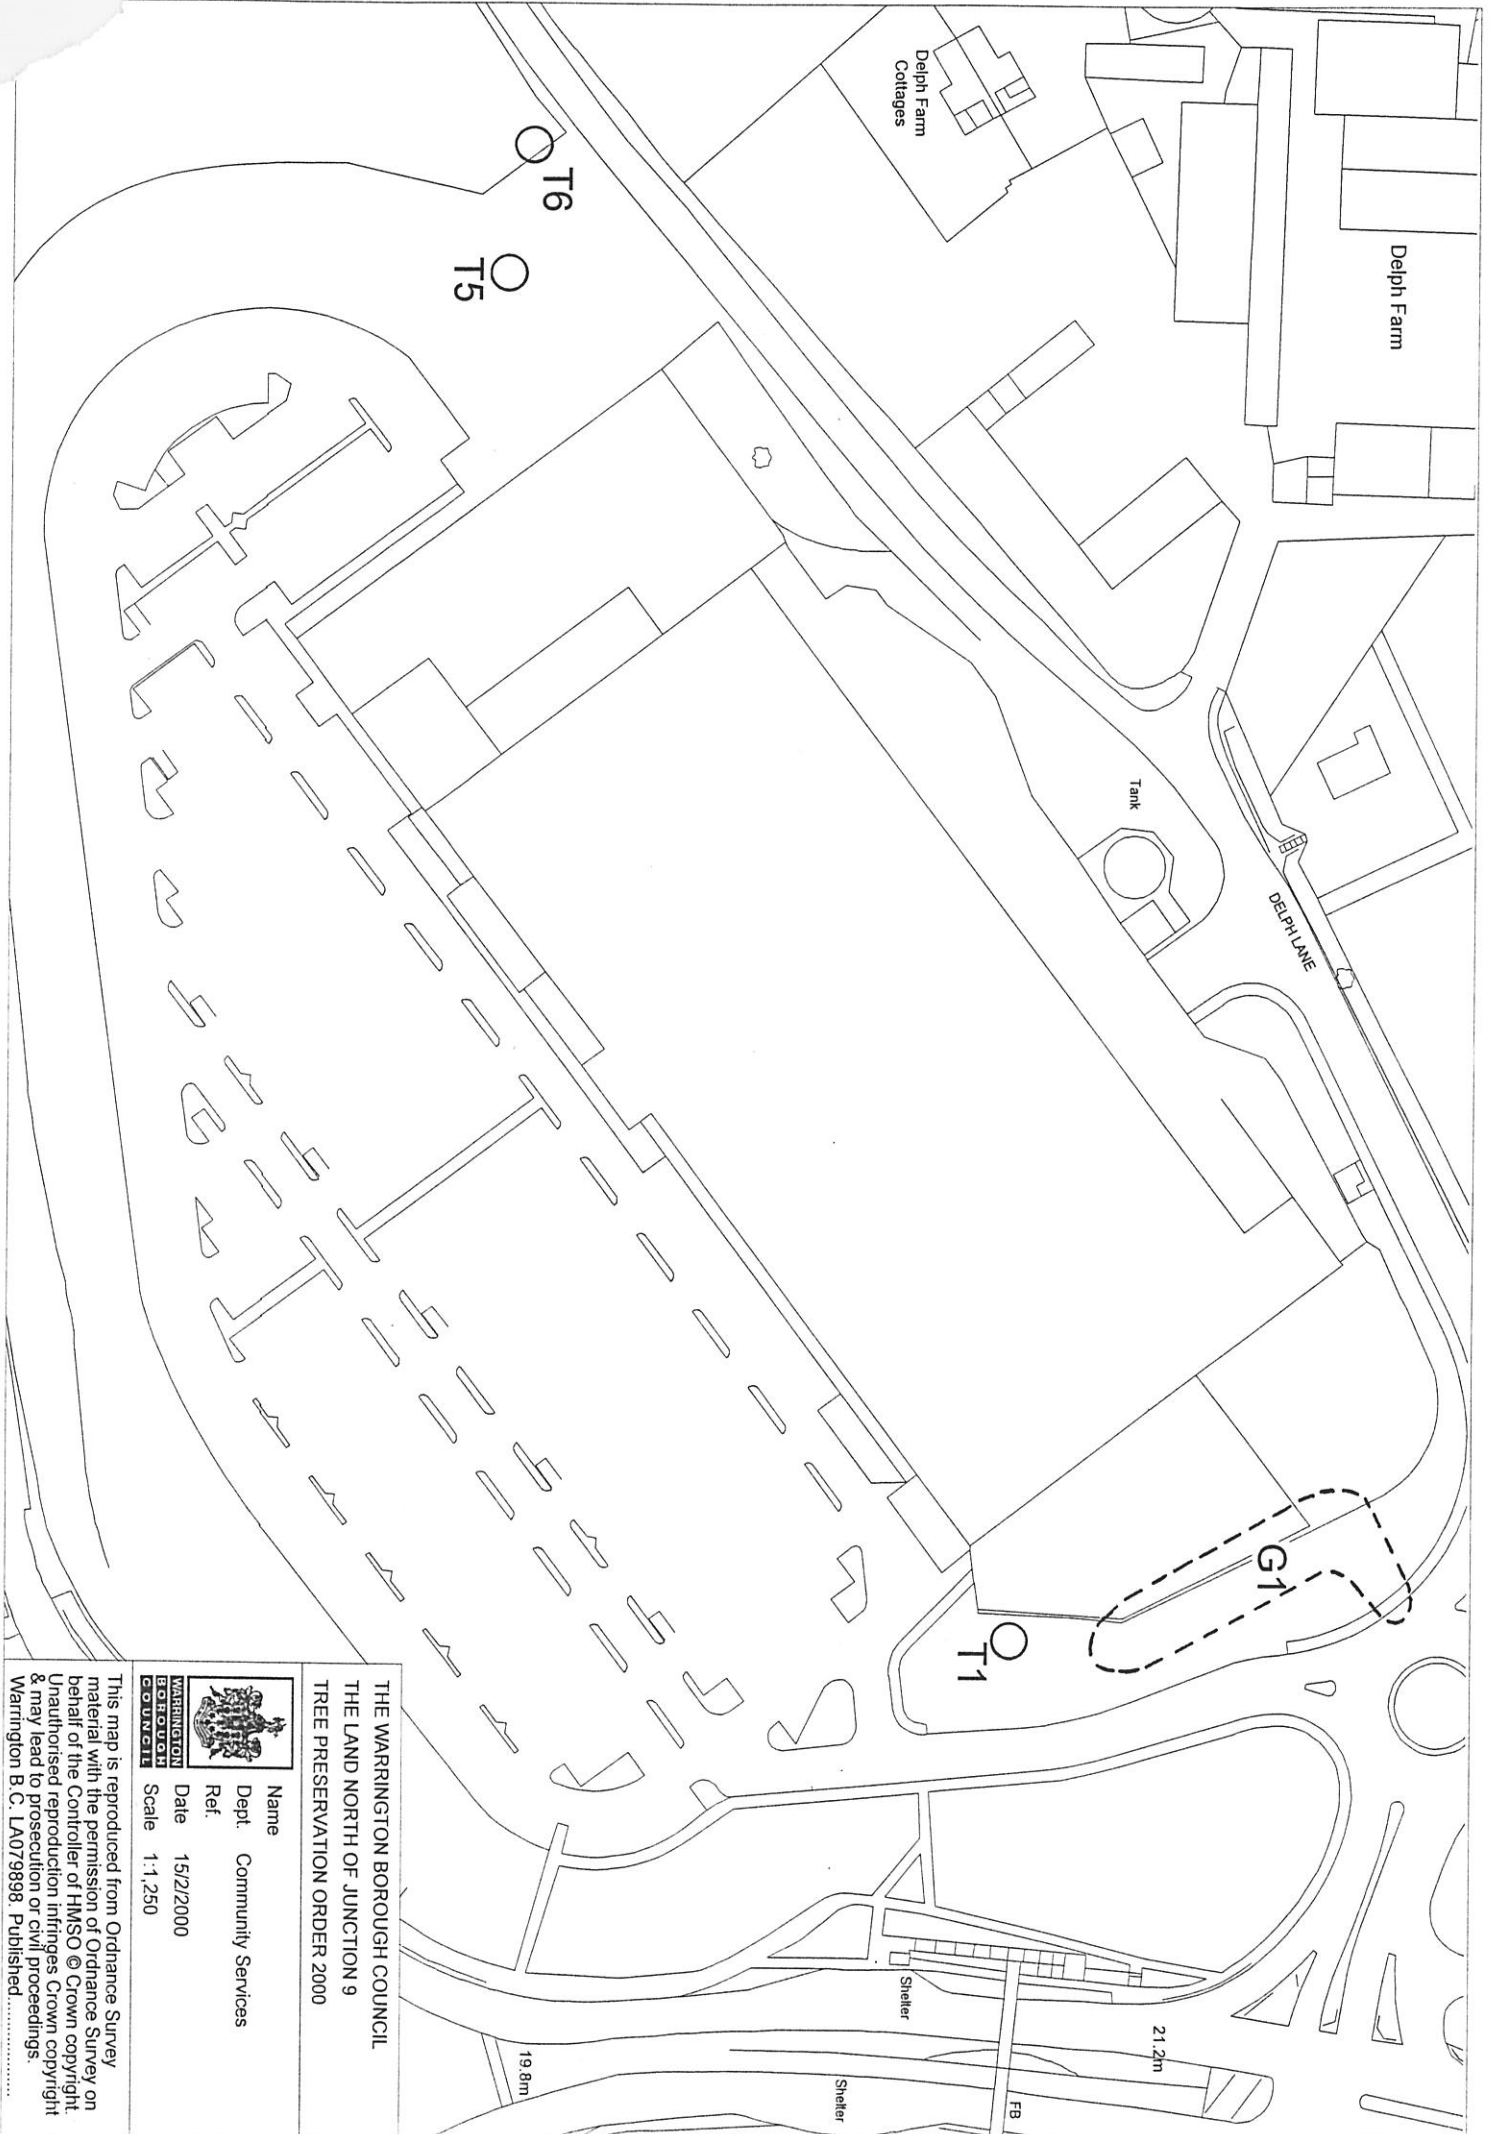 Delph Farm
Delph Farm
Cottages
T6
T5
Tank
DELPH LANE
G1
T1
21.2m
FB
Shelter
Shelter
19.8m
THE WARRINGTON BOROUGH COUNCIL
THE LAND NORTH OF JUNCTION 9
TREE PRESERVATION ORDER 2000
WARRINGTON
BOROUGH
COUNCIL
Name
Dept. Community Services
Ref.
Date 15/2/2000
Scale 1:1,250
This map is reproduced from Ordnance Survey
material with the permission of Ordnance Survey on
behalf of the Controller of HMSO © Crown copyright.
Unauthorised reproduction infringes Crown copyright
& may lead to prosecution or civil proceedings.
Warrington B.C. LA079898. Published..............